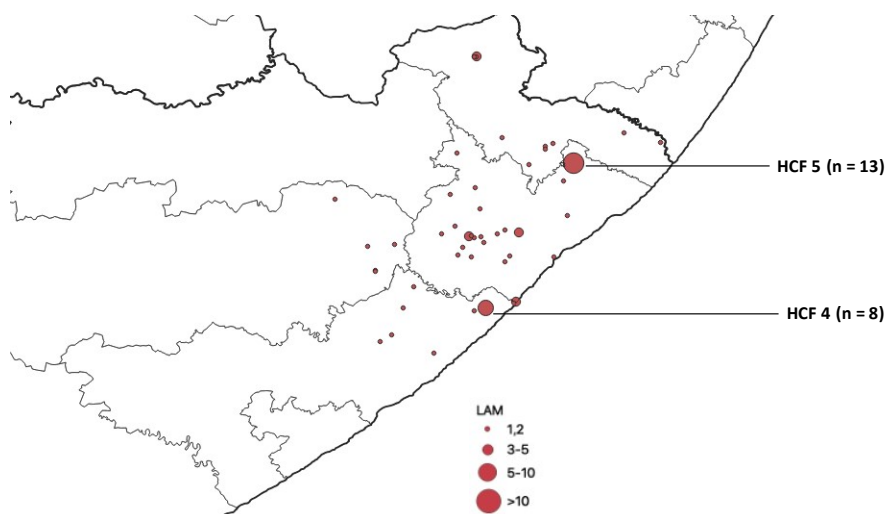 HCF 5 (n = 13)
HCF 4 (n = 8)
LAM
1,2
3-5
5-10
>10